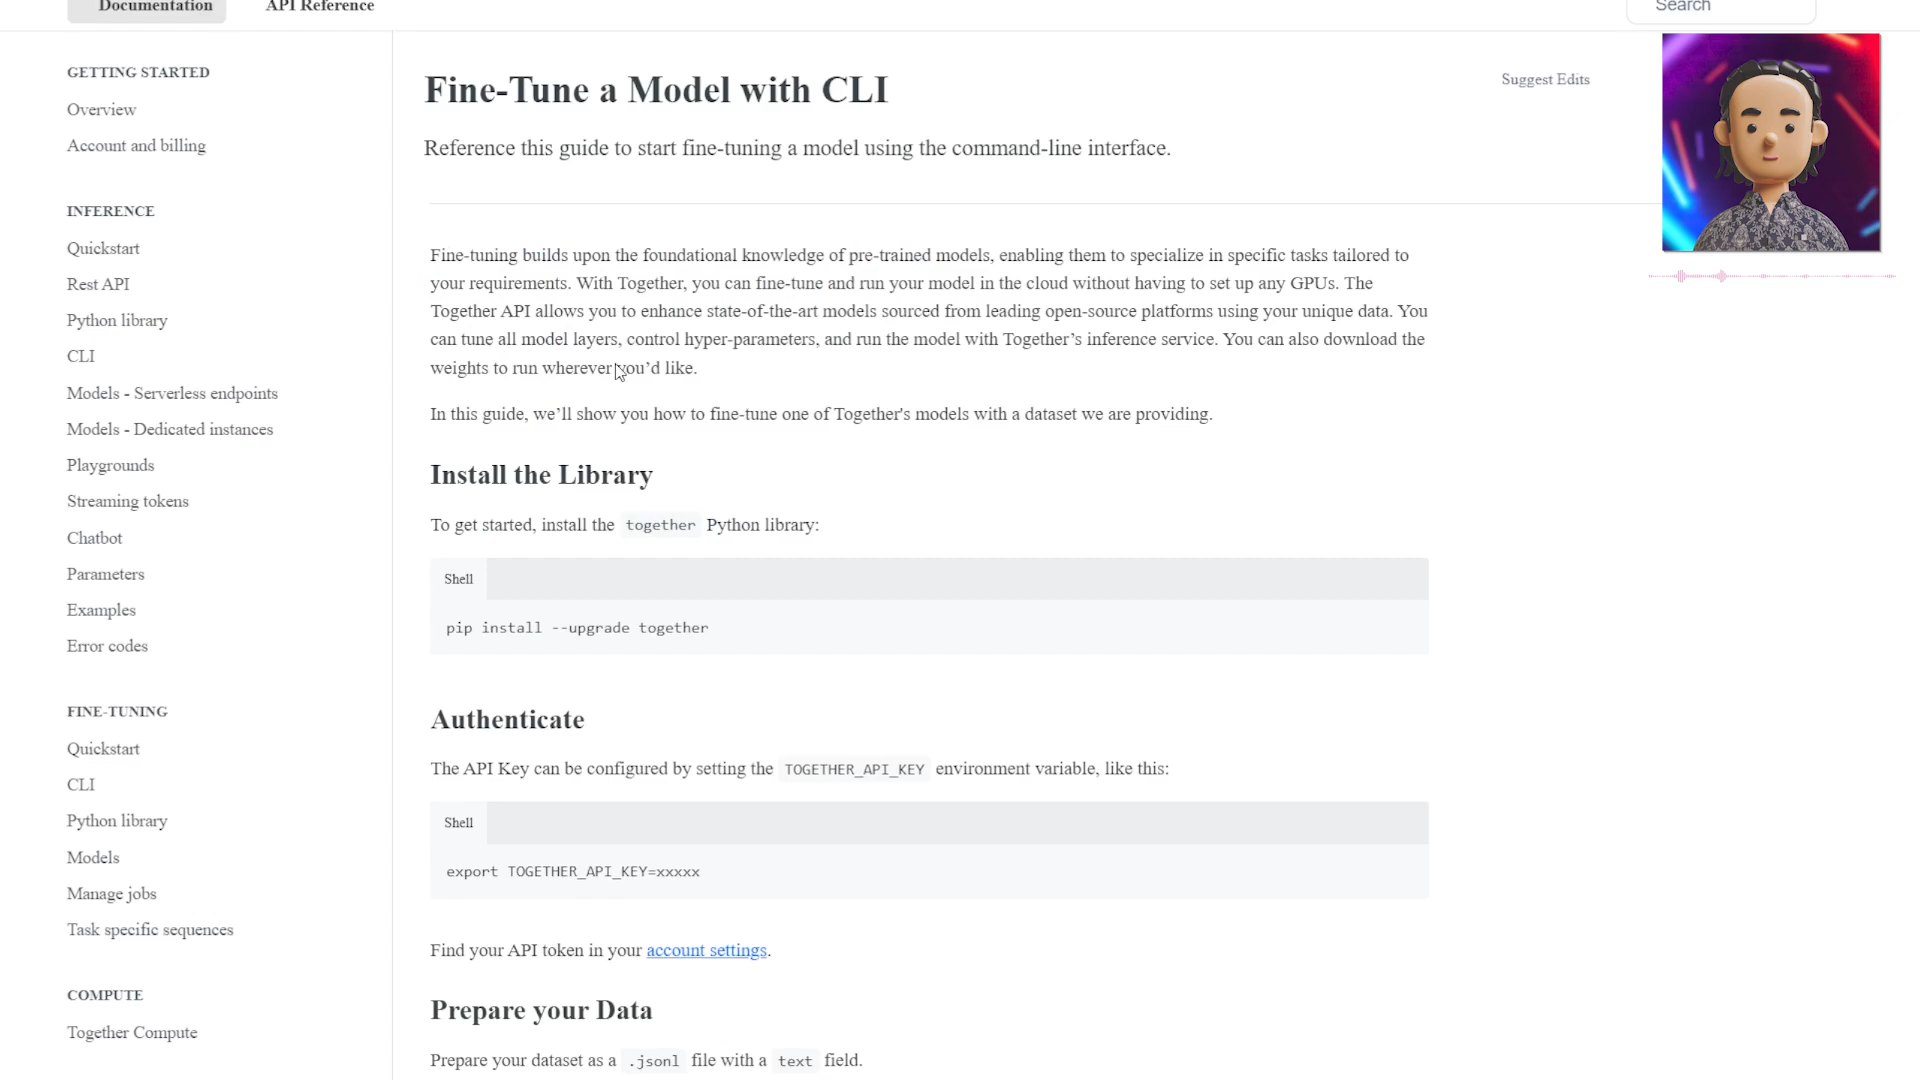 Documentation
API Reference
Search
GETTING STARTED
Overview
Account and billing
INFERENCE
Quickstart
Rest API
Python library
CLI
Models - Serverless endpoints
Models - Dedicated instances
Playgrounds
Streaming tokens
Chatbot
Parameters
Examples
Error codes
FINE-TUNING
Quickstart
CLI
Python library
Models
Manage jobs
Task specific sequences
COMPUTE
Together Compute
Fine-Tune a Model with CLI
Suggest Edits
Reference this guide to start fine-tuning a model using the command-line interface.
Fine-tuning builds upon the foundational knowledge of pre-trained models, enabling them to specialize in specific tasks tailored to
your requirements. With Together, you can fine-tune and run your model in the cloud without having to set up any GPUs. The
Together API allows you to enhance state-of-the-art models sourced from leading open-source platforms using your unique data. You
can tune all model layers, control hyper-parameters, and run the model with Together’s inference service. You can also download the
weights to run wherever you’d like.
In this guide, we’ll show you how to fine-tune one of Together's models with a dataset we are providing.
Install the Library
To get started, install the together Python library:
Shell
pip install --upgrade together
Authenticate
The API Key can be configured by setting the TOGETHER_API_KEY environment variable, like this:
Shell
export TOGETHER_API_KEY=xxxxx
Find your API token in your account settings.
Prepare your Data
Prepare your dataset as a .jsonl file with a text field.